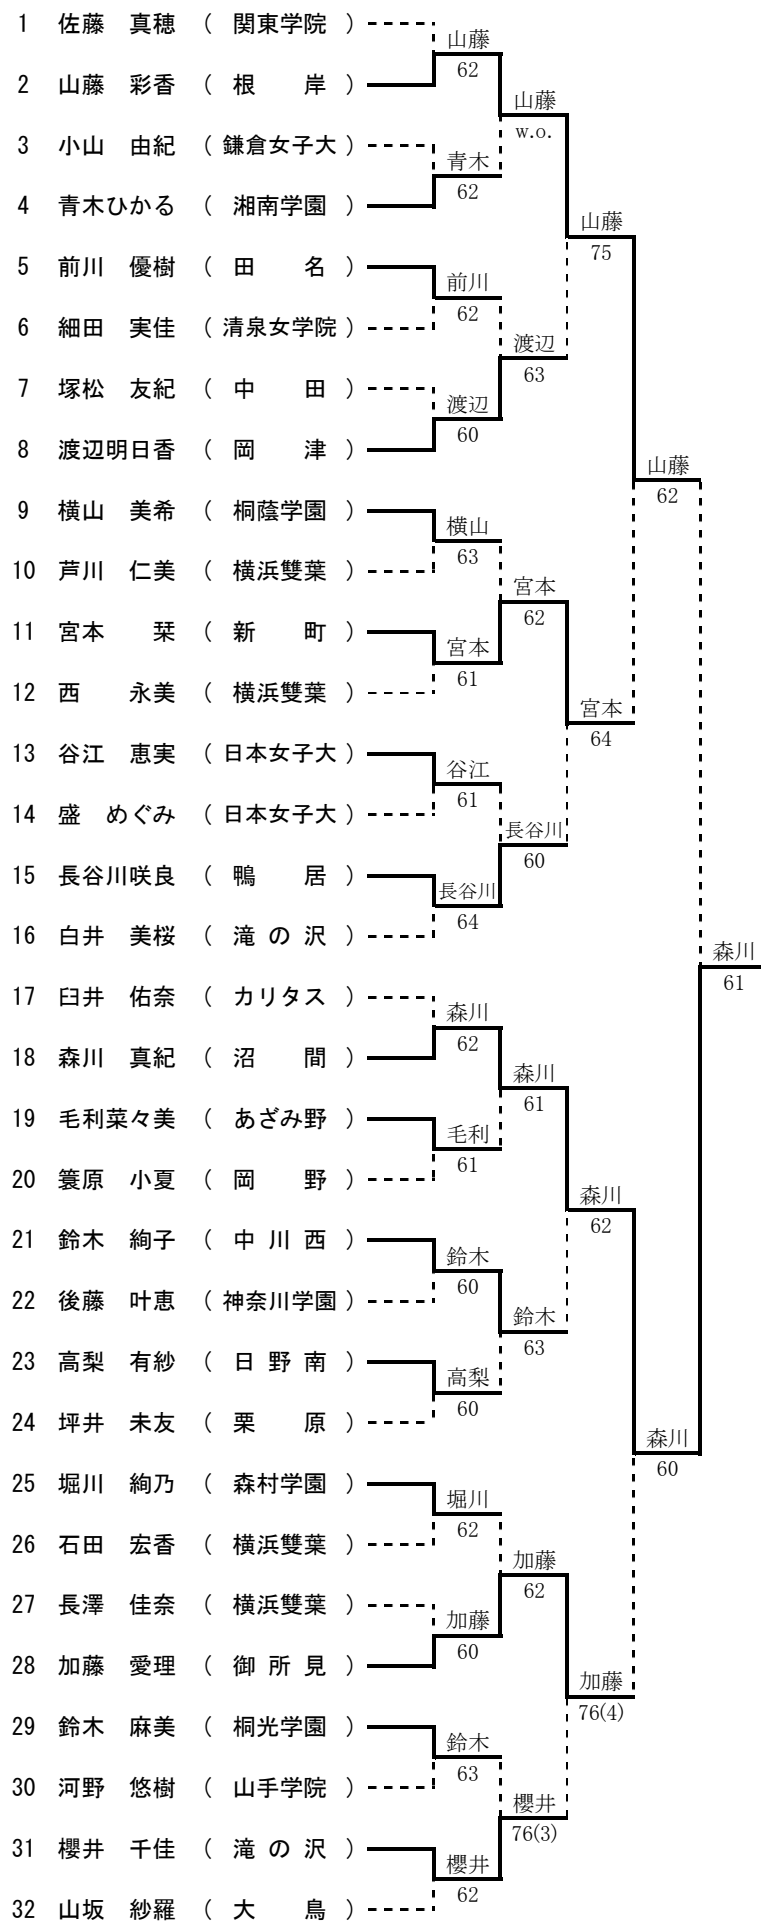 1 佐藤 真穂 ( 関東学院 )
山藤
62
2 山藤 彩香 ( 根 岸 )
山藤
w.o.
3 小山 由紀 ( 鎌倉女子大 )
青木
62
4 青木ひかる ( 湘南学園 )
山藤
75
5 前川 優樹 ( 田 名 )
前川
62
6 細田 実佳 ( 清泉女学院 )
渡辺
63
7 塚松 友紀 ( 中 田 )
渡辺
60
8 渡辺明日香 ( 岡 津 )
山藤
62
9 横山 美希 ( 桐蔭学園 )
横山
63
10 芦川 仁美 ( 横浜雙葉 )
宮本
62
11 宮本 栞 ( 新 町 )
宮本
61
12 西 永美 ( 横浜雙葉 )
宮本
64
13 谷江 恵実 ( 日本女子大 )
谷江
61
14 盛 めぐみ ( 日本女子大 )
長谷川
60
15 長谷川咲良 ( 鴨 居 )
長谷川
64
16 白井 美桜 ( 滝 の 沢 )
森川
61
17 臼井 佑奈 ( カリタス )
森川
62
18 森川 真紀 ( 沼 間 )
森川
61
19 毛利菜々美 ( あざみ野 )
毛利
61
20 簑原 小夏 ( 岡 野 )
森川
62
21 鈴木 絢子 ( 中 川 西 )
鈴木
60
22 後藤 叶恵 ( 神奈川学園 )
鈴木
63
23 高梨 有紗 ( 日 野 南 )
高梨
60
24 坪井 未友 ( 栗 原 )
森川
60
25 堀川 絢乃 ( 森村学園 )
堀川
62
26 石田 宏香 ( 横浜雙葉 )
加藤
62
27 長澤 佳奈 ( 横浜雙葉 )
加藤
60
28 加藤 愛理 ( 御 所 見 )
加藤
76(4)
29 鈴木 麻美 ( 桐光学園 )
鈴木
63
30 河野 悠樹 ( 山手学院 )
櫻井
76(3)
31 櫻井 千佳 ( 滝 の 沢 )
櫻井
62
32 山坂 紗羅 ( 大 鳥 )